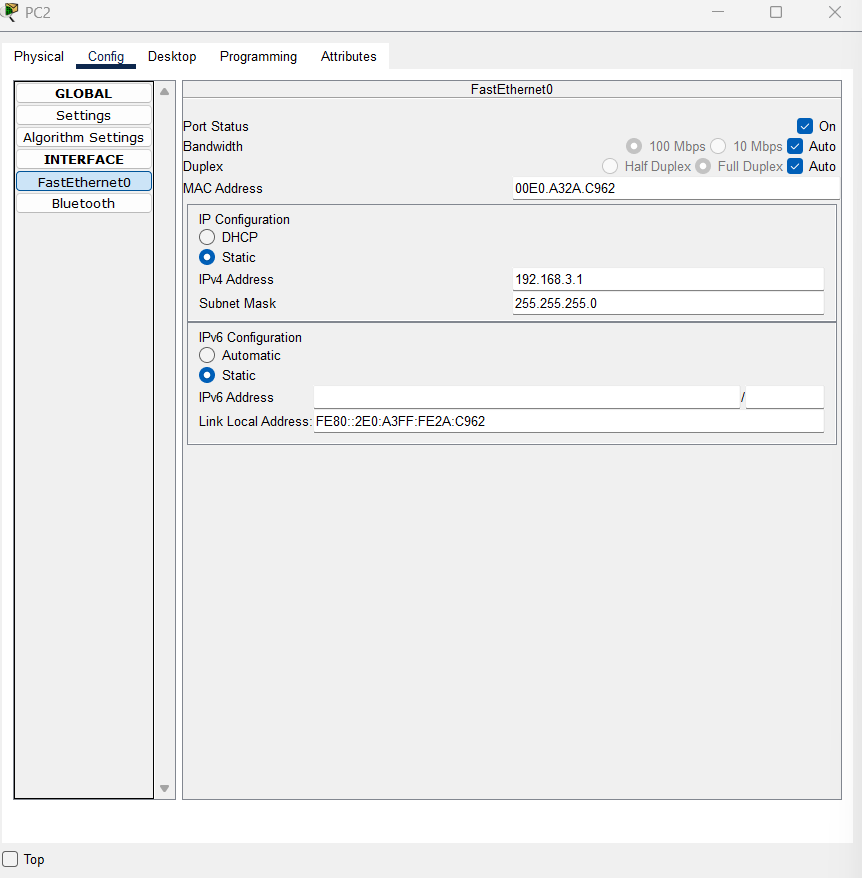 PC2
Physical Config Desktop Programming Attributes
GLOBAL
Settings
Algorithm Settings
INTERFACE
FastEthernet0
Bluetooth
FastEthernet0
Port Status On
Bandwidth 100 Mbps 10 Mbps Auto
Duplex Half Duplex Full Duplex Auto
MAC Address 00E0.A32A.C962
IP Configuration
DHCP
Static
IPv4 Address 192.168.3.1
Subnet Mask 255.255.255.0
IPv6 Configuration
Automatic
Static
IPv6 Address /
Link Local Address: FE80::2E0:A3FF:FE2A:C962
Top